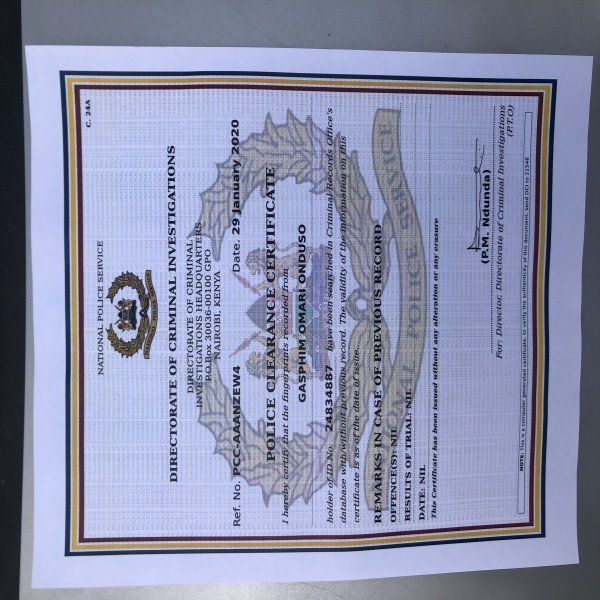 C. 24A
NATIONAL POLICE SERVICE
DIRECTORATE OF CRIMINAL INVESTIGATIONS
DIRECTORATE OF CRIMINAL
INVESTIGATIONS HEADQUARTERS
P.O.Box 30036-00100 GPO
NAIROBI, KENYA
Ref. No. PCC-AAANZEW4 Date. 29 January 2020
POLICE CLEARANCE CERTIFICATE
I hereby certify that the fingerprints recorded from
GASPHIM OMARI ONDUSO
holder of ID No. 24834887 have been searched in Criminal Records Office's
database with/without previous record. The validity of the information on this
certificate is as of the date of issue.
REMARKS IN CASE OF PREVIOUS RECORD
OFFENCE(S): NIL
RESULTS OF TRIAL: NIL
DATE: NIL
This Certificate has been issued without any alteration or any erasure
(P.M. Ndunda)
For: Director, Directorate of Criminal Investigations
(P.T.O)
NOTE: This is a computer generated certificate, to verify the authenticity of this document, send DCI to 21546
NATIONAL POLICE SERVICE